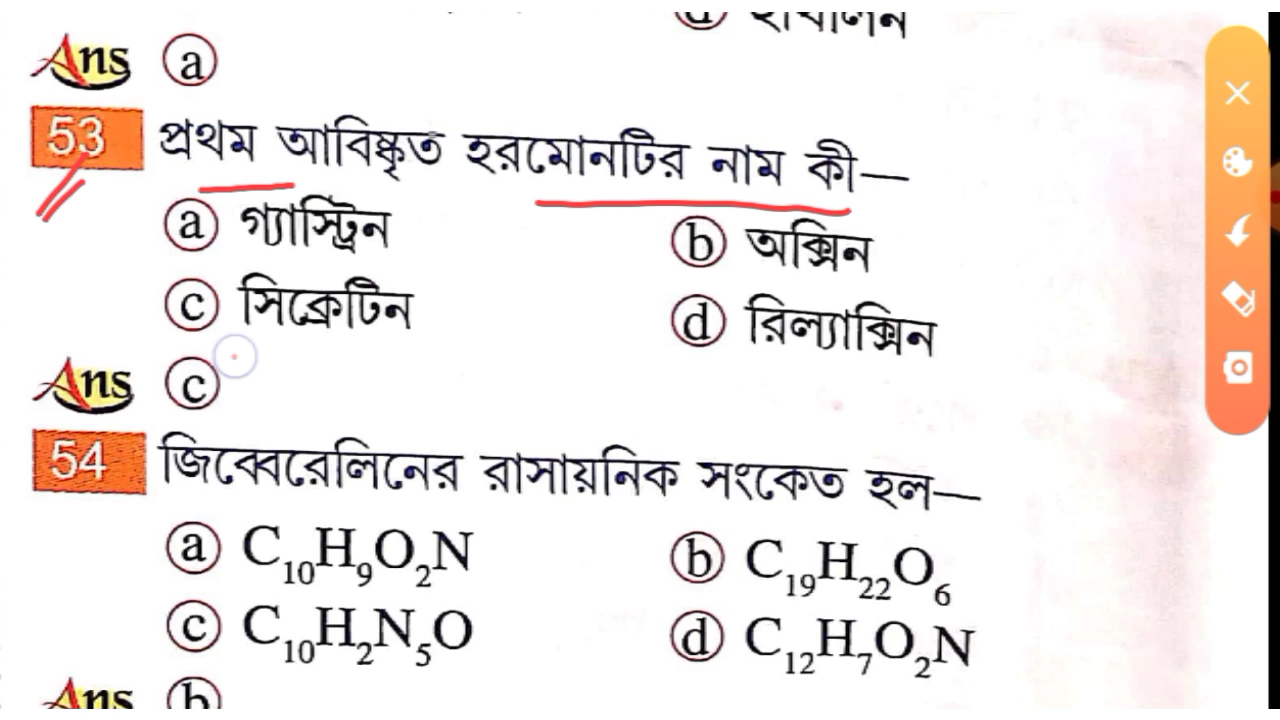 Ans ⓐ
53 প্রথম আবিষ্কৃত হরমোনটির নাম কী—
ⓐ গ্যাস্ট্রিন ⓑ অক্সিন
ⓒ সিক্রেটিন ⓓ রিল্যাক্সিন
Ans ⓒ
54 জিব্বেরেলিনের রাসায়নিক সংকেত হল—
ⓐ C₁₀H₉O₂N ⓑ C₁₉H₂₂O₆
ⓒ C₁₀H₂N₅O ⓓ C₁₂H₇O₂N
Ans ⓑ